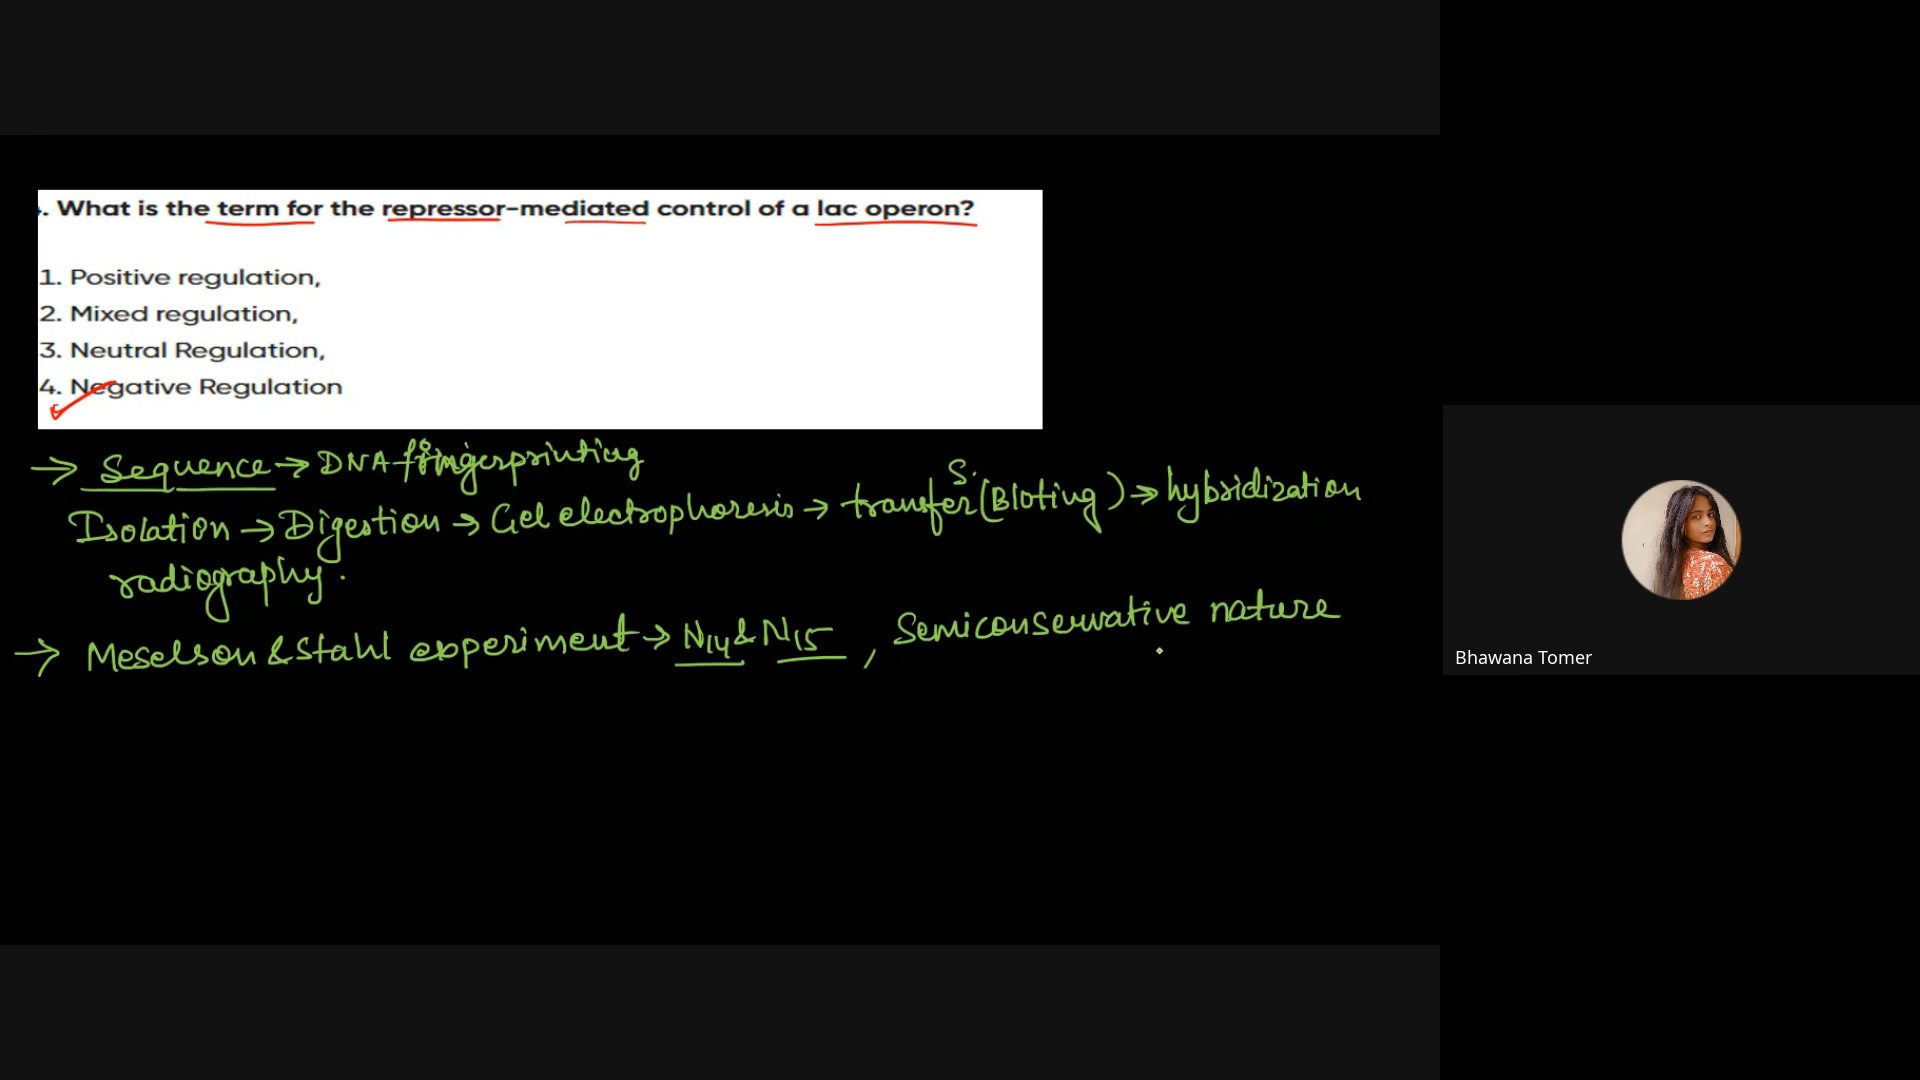 . What is the term for the repressor-mediated control of a lac operon?
1. Positive regulation,
2. Mixed regulation,
3. Neutral Regulation,
4. Negative Regulation
→ Sequence → DNA fingerprinting
Isolation → Digestion → Gel electrophoresis → transfer (S. Bloting) → hybridization
radiography.
→ Meselson & Stahl experiment → N14 & N15, Semiconservative nature
Bhawana Tomer